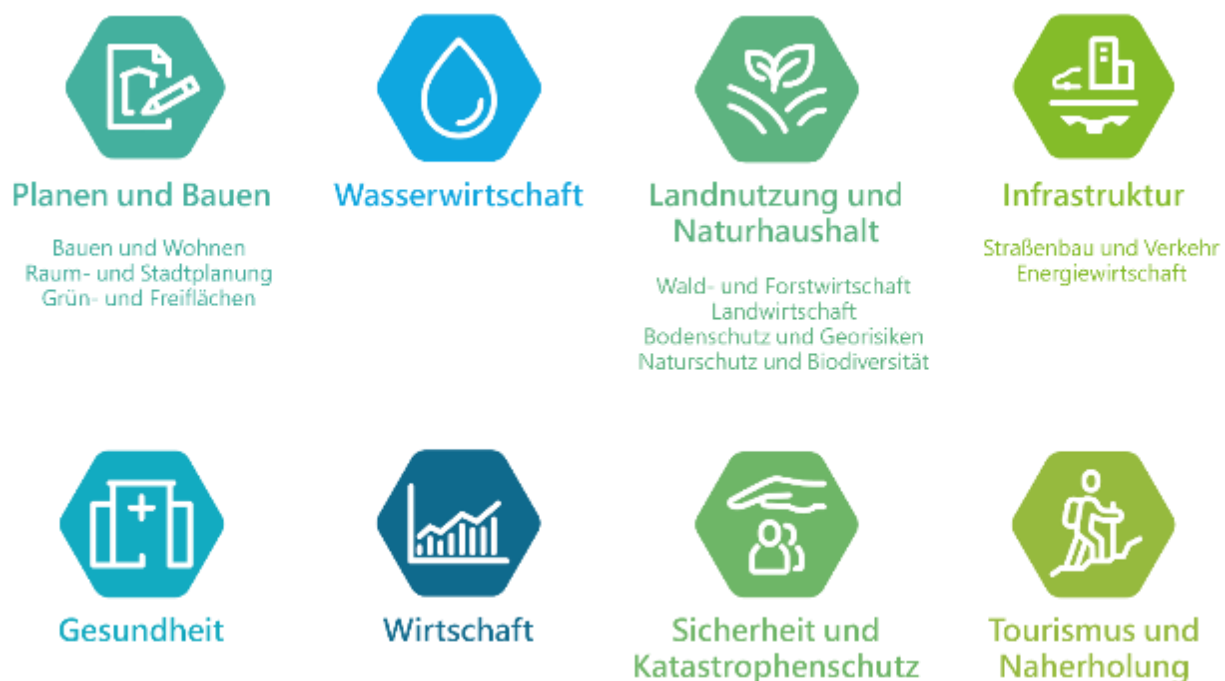 Planen und Bauen
Bauen und Wohnen
Raum- und Stadtplanung
Grün- und Freiflächen
Wasserwirtschaft
Landnutzung und
Naturhaushalt
Wald- und Forstwirtschaft
Landwirtschaft
Bodenschutz und Georisiken
Naturschutz und Biodiversität
Infrastruktur
Straßenbau und Verkehr
Energiewirtschaft
Gesundheit
Wirtschaft
Sicherheit und
Katastrophenschutz
Tourismus und
Naherholung